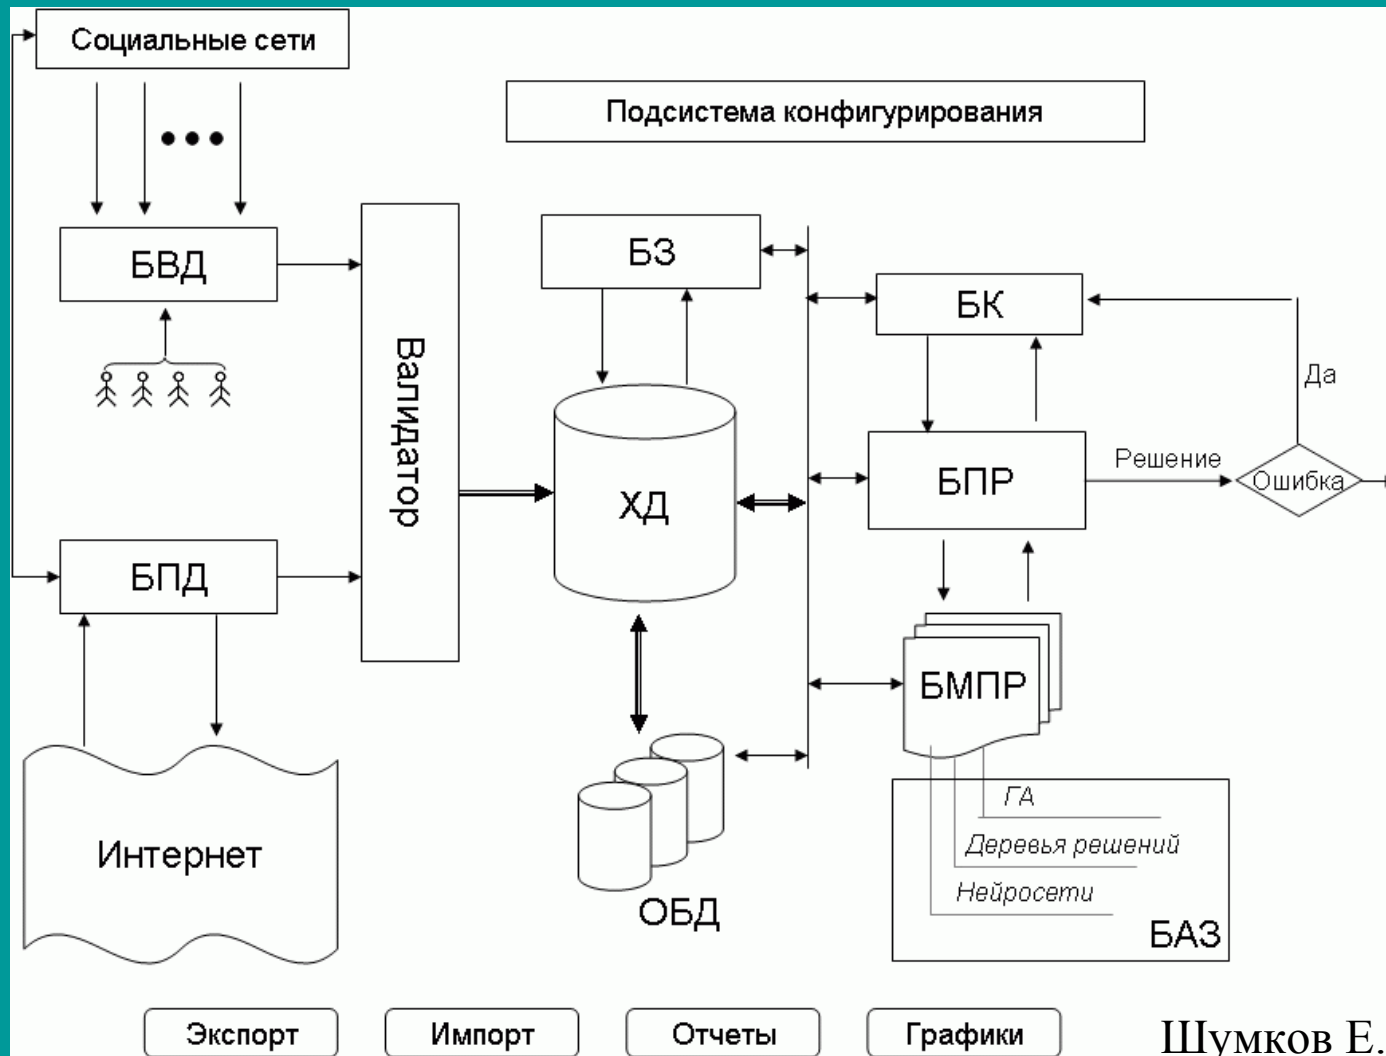 Социальные сети
Подсистема конфигурирования
БВД
Валидатор
БЗ
БК
Да
ХД
БПР
Решение
Ошибка
БПД
БМПР
Интернет
ОБД
ГА
Деревья решений
Нейросети
БАЗ
Экспорт
Импорт
Отчеты
Графики
Шумков Е.